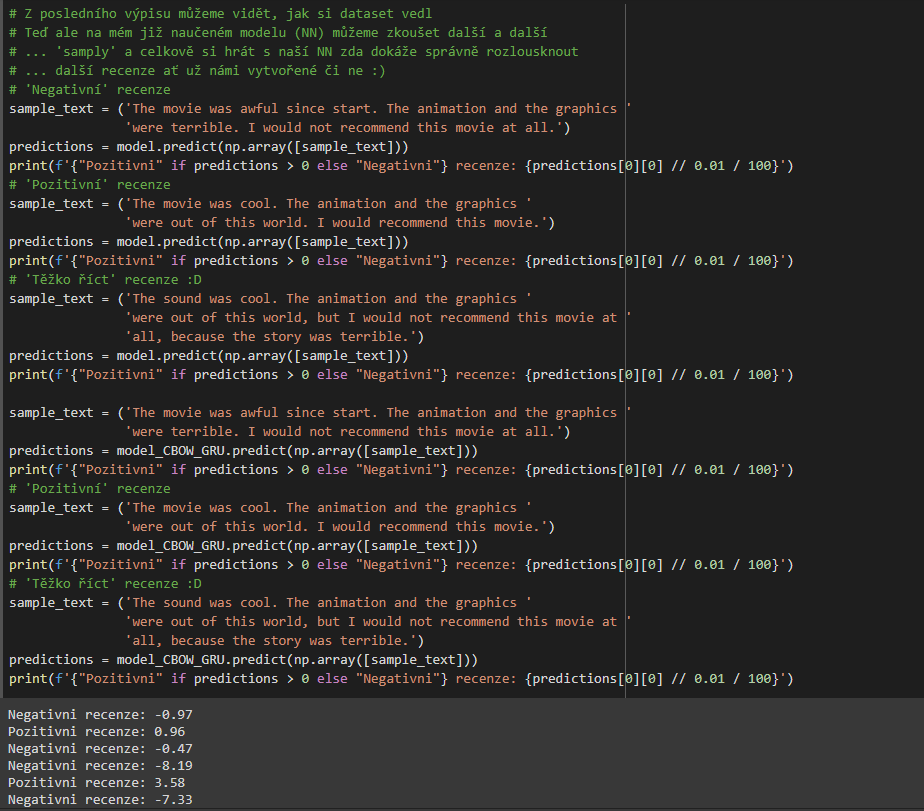 # Z posledního výpisu můžeme vidět, jak si dataset vedl
# Teď ale na mém již naučeném modelu (NN) můžeme zkoušet další a další
# ... 'samply' a celkově si hrát s naší NN zda dokáže správně rozlousknout
# ... další recenze ať už námi vytvořené či ne :)
# 'Negativní' recenze
sample_text = ('The movie was awful since start. The animation and the graphics '
'were terrible. I would not recommend this movie at all.')
predictions = model.predict(np.array([sample_text]))
print(f'{"Pozitivni" if predictions > 0 else "Negativni"} recenze: {predictions[0][0] // 0.01 / 100}')
# 'Pozitivní' recenze
sample_text = ('The movie was cool. The animation and the graphics '
'were out of this world. I would recommend this movie.')
predictions = model.predict(np.array([sample_text]))
print(f'{"Pozitivni" if predictions > 0 else "Negativni"} recenze: {predictions[0][0] // 0.01 / 100}')
# 'Těžko říct' recenze :D
sample_text = ('The sound was cool. The animation and the graphics '
'were out of this world, but I would not recommend this movie at '
'all, because the story was terrible.')
predictions = model.predict(np.array([sample_text]))
print(f'{"Pozitivni" if predictions > 0 else "Negativni"} recenze: {predictions[0][0] // 0.01 / 100}')
sample_text = ('The movie was awful since start. The animation and the graphics '
'were terrible. I would not recommend this movie at all.')
predictions = model_CBOW_GRU.predict(np.array([sample_text]))
print(f'{"Pozitivni" if predictions > 0 else "Negativni"} recenze: {predictions[0][0] // 0.01 / 100}')
# 'Pozitivní' recenze
sample_text = ('The movie was cool. The animation and the graphics '
'were out of this world. I would recommend this movie.')
predictions = model_CBOW_GRU.predict(np.array([sample_text]))
print(f'{"Pozitivni" if predictions > 0 else "Negativni"} recenze: {predictions[0][0] // 0.01 / 100}')
# 'Těžko říct' recenze :D
sample_text = ('The sound was cool. The animation and the graphics '
'were out of this world, but I would not recommend this movie at '
'all, because the story was terrible.')
predictions = model_CBOW_GRU.predict(np.array([sample_text]))
print(f'{"Pozitivni" if predictions > 0 else "Negativni"} recenze: {predictions[0][0] // 0.01 / 100}')
Negativni recenze: -0.97
Pozitivni recenze: 0.96
Negativni recenze: -0.47
Negativni recenze: -8.19
Pozitivni recenze: 3.58
Negativni recenze: -7.33